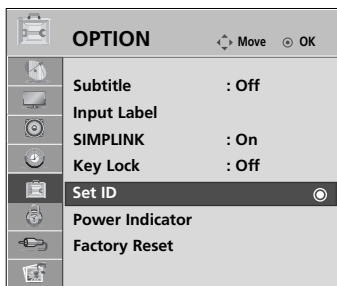 OPTION Move OK
Subtitle : Off
Input Label
SIMPLINK : On
Key Lock : Off
Set ID
Power Indicator
Factory Reset